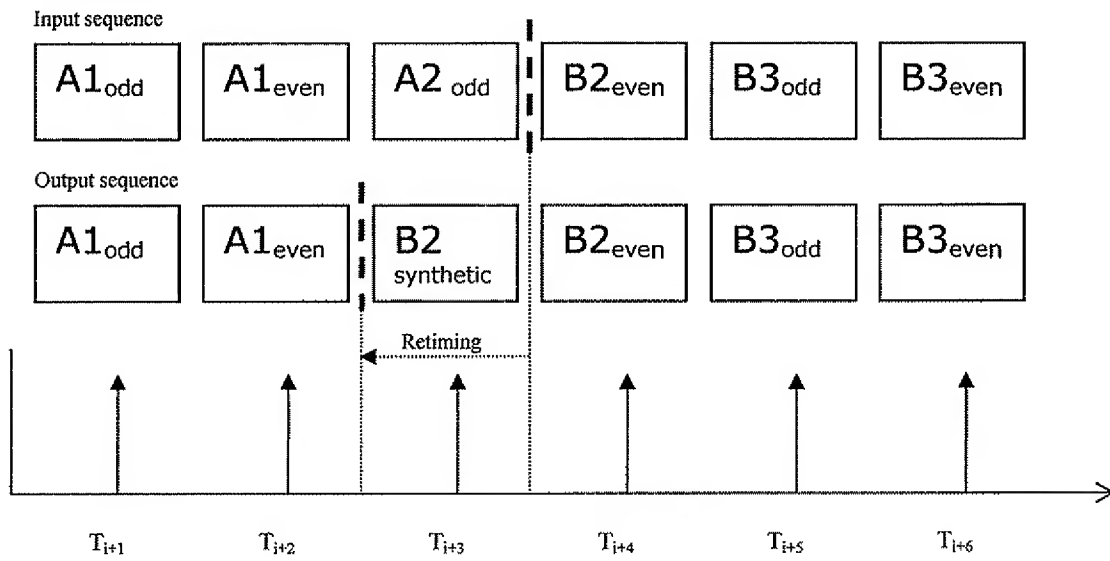 Input sequence
A1odd A1even A2 odd B2even B3odd B3even
Output sequence
A1odd A1even B2 B2even B3odd B3even
synthetic
Retiming
Ti+1 Ti+2 Ti+3 Ti+4 Ti+5 Ti+6